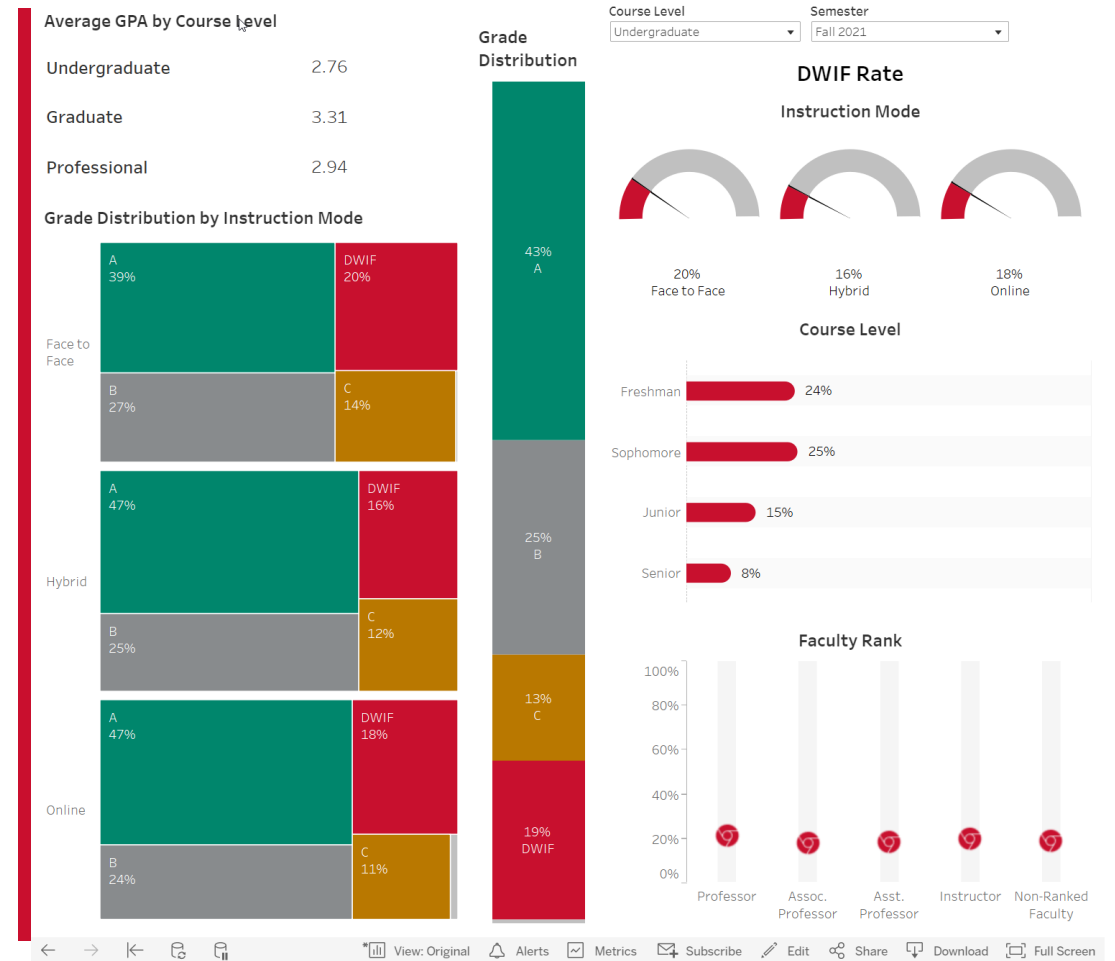 Average GPA by Course Level
Undergraduate 2.76
Graduate 3.31
Professional 2.94
Grade Distribution by Instruction Mode
Face to
Face
A
39%
DWIF
20%
B
27%
C
14%
Hybrid
A
47%
DWIF
16%
B
25%
C
12%
Online
A
47%
DWIF
18%
B
24%
C
11%
Grade
Distribution
43%
A
25%
B
13%
C
19%
DWIF
Course Level
Undergraduate
Semester
Fall 2021
DWIF Rate
Instruction Mode
20%
Face to Face
16%
Hybrid
18%
Online
Course Level
Freshman 24%
Sophomore 25%
Junior 15%
Senior 8%
Faculty Rank
100%
80%
60%
40%
20%
0%
Professor
Assoc.
Professor
Asst.
Professor
Instructor
Non-Ranked
Faculty
View: Original Alerts Metrics Subscribe Edit Share Download Full Screen